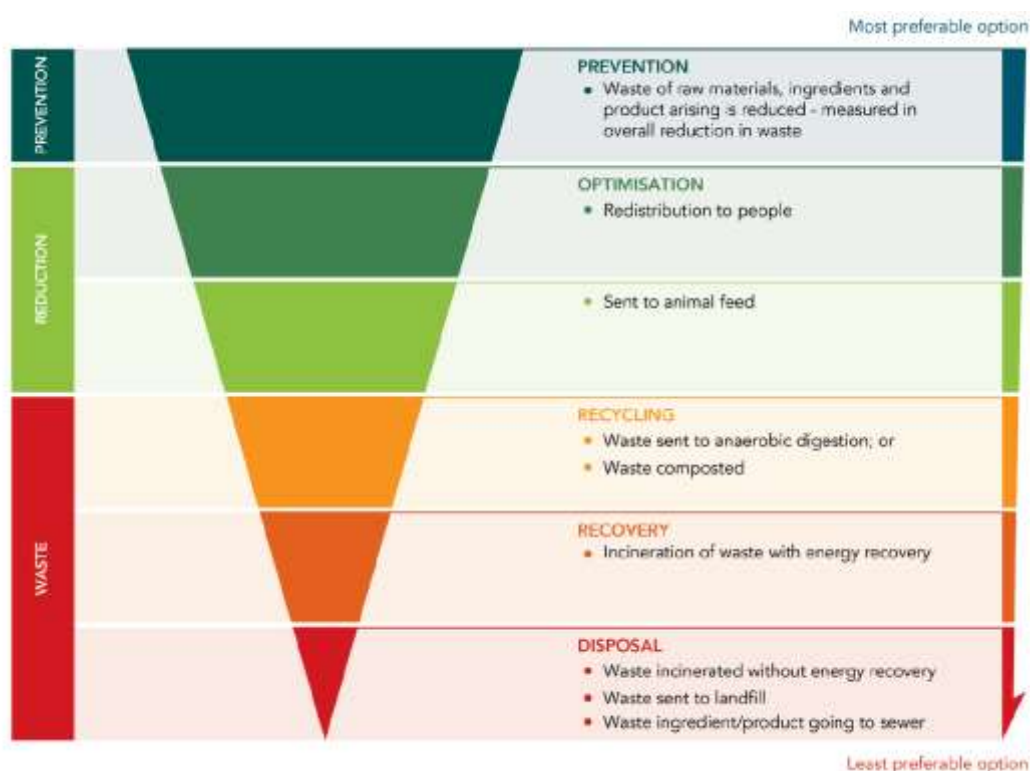 Most preferable option
PREVENTION
PREVENTION
• Waste of raw materials, ingredients and
product arising is reduced - measured in
overall reduction in waste
REDUCTION
OPTIMISATION
• Redistribution to people
• Sent to animal feed
WASTE
RECYCLING
• Waste sent to anaerobic digestion; or
• Waste composted
RECOVERY
• Incineration of waste with energy recovery
DISPOSAL
• Waste incinerated without energy recovery
• Waste sent to landfill
• Waste ingredient/product going to sewer
Least preferable option